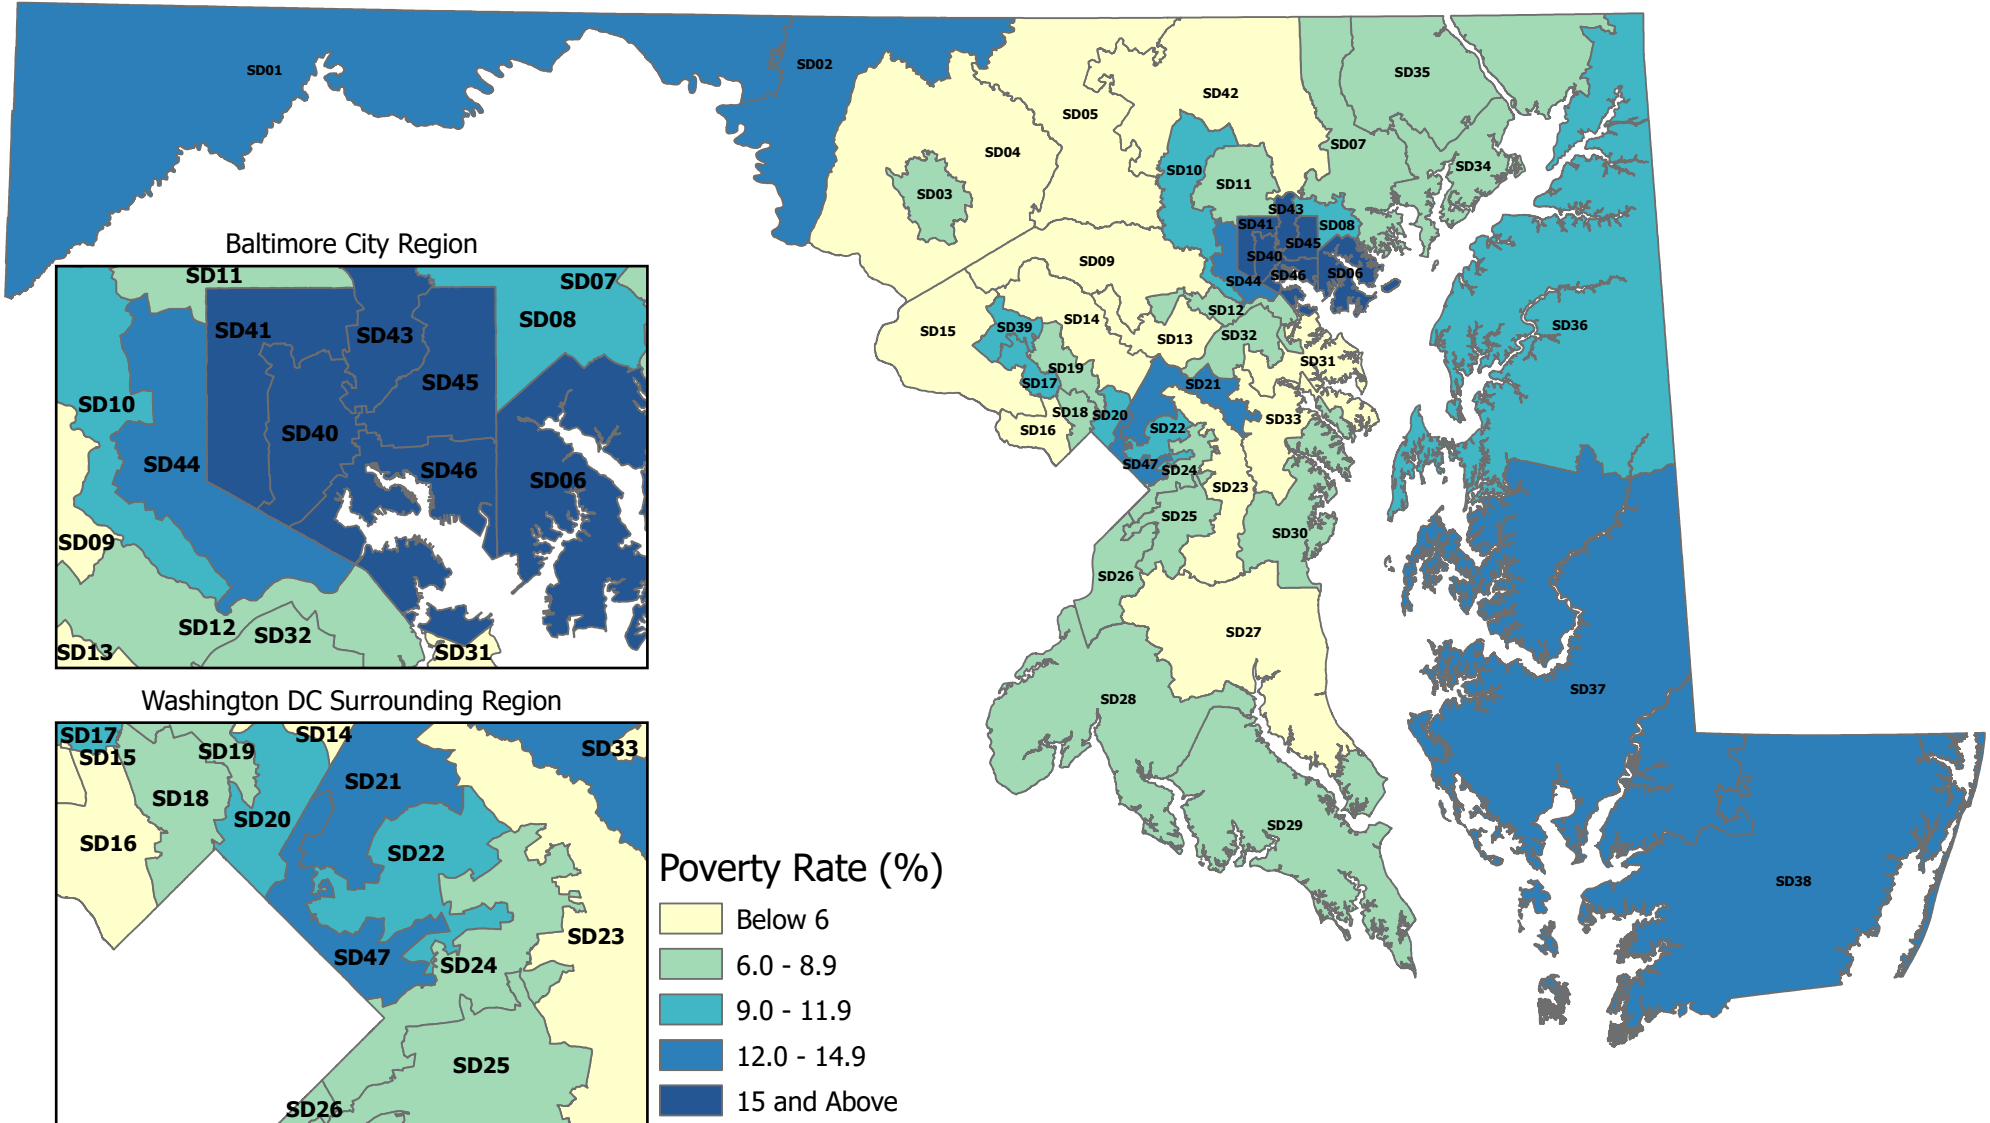 SD01
SD02
SD35
SD42
SD05
SD07
SD04
SD34
SD10
SD11
SD03
SD43
SD41
SD08
SD45
SD40
SD09
SD46
SD06
SD44
SD12
SD14
SD36
SD39
SD15
SD32
SD13
SD31
SD19
SD17
SD21
SD18
SD20
SD33
SD16
SD22
SD47
SD24
SD23
SD25
SD30
SD26
SD27
SD37
SD28
SD29
SD38
Baltimore City Region
SD11
SD07
SD08
SD41
SD43
SD45
SD10
SD40
SD44
SD46
SD06
SD09
SD12
SD32
SD13
SD31
Washington DC Surrounding Region
SD17
SD14
SD15
SD19
SD33
SD21
SD18
SD20
SD16
SD22
SD23
SD47
SD24
SD25
SD26
Poverty Rate (%)
Below 6
6.0 - 8.9
9.0 - 11.9
12.0 - 14.9
15 and Above